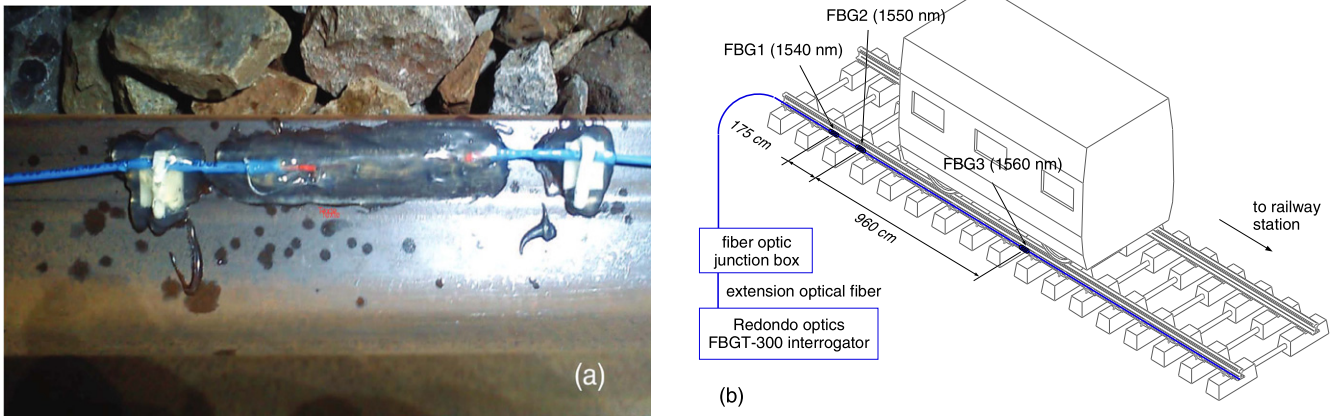 (a)
FBG2 (1550 nm)
FBG1 (1540 nm)
175 cm
FBG3 (1560 nm)
960 cm
to railway
station
fiber optic
junction box
extension optical fiber
Redondo optics
FBGT-300 interrogator
(b)